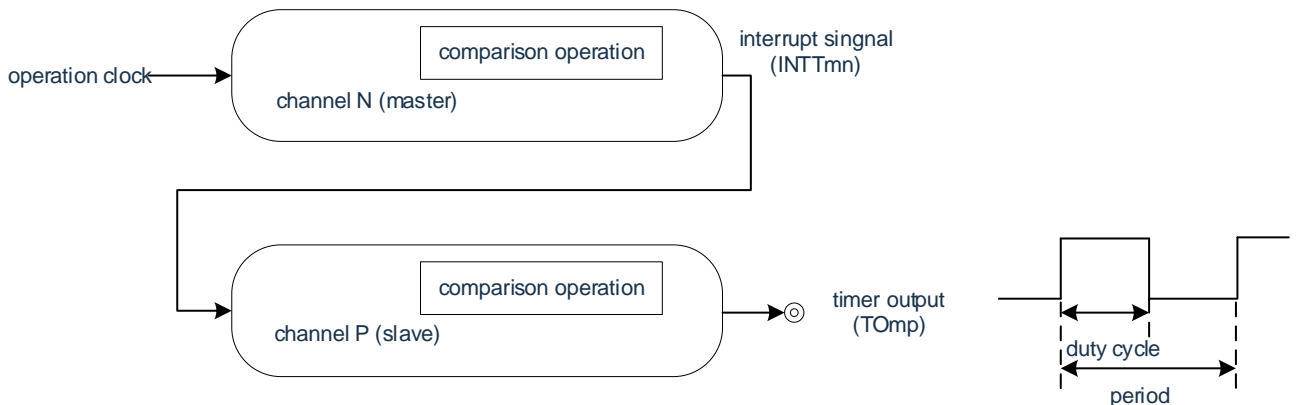 comparison operation
interrupt singnal
(INTTmn)
operation clock
channel N (master)
comparison operation
timer output
(TOmp)
channel P (slave)
duty cycle
period